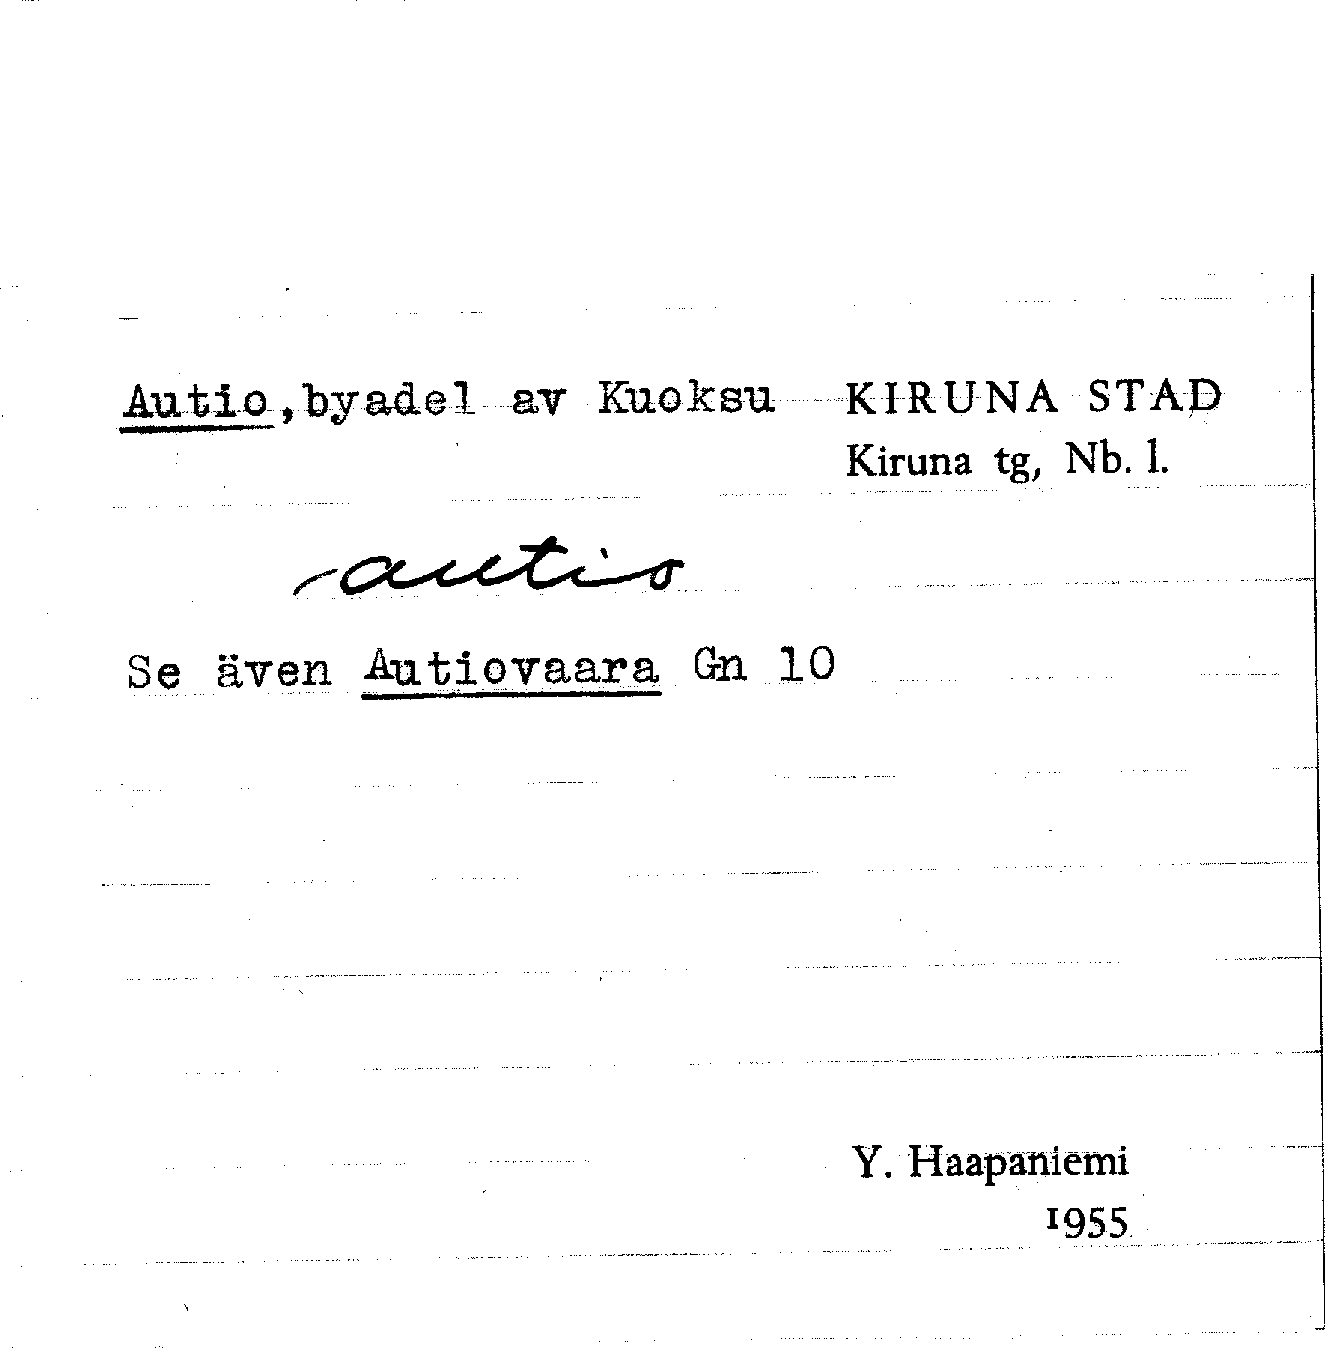 Autio, byadel av Kuoksu KIRUNA STAD
Kiruna tg, Nb. l.
autio
Se även Autiovaara Gn 10
Y. Haapaniemi
1955